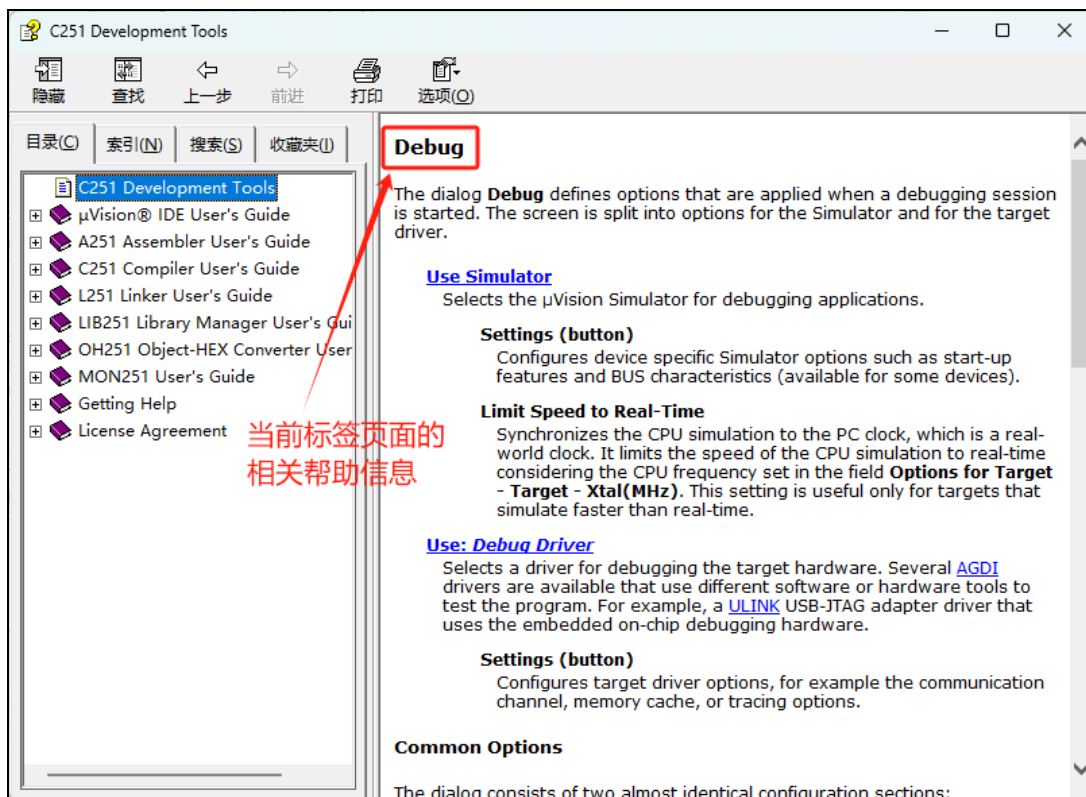 C251 Development Tools
隐藏 查找 上一步 前进 打印 选项(O)
目录(C) 索引(N) 搜索(S) 收藏夹(I)
C251 Development Tools
µVision® IDE User's Guide
A251 Assembler User's Guide
C251 Compiler User's Guide
L251 Linker User's Guide
LIB251 Library Manager User's Gui
OH251 Object-HEX Converter User
MON251 User's Guide
Getting Help
License Agreement
当前标签页面的
相关帮助信息
Debug
The dialog Debug defines options that are applied when a debugging session
is started. The screen is split into options for the Simulator and for the target
driver.
Use Simulator
Selects the µVision Simulator for debugging applications.
Settings (button)
Configures device specific Simulator options such as start-up
features and BUS characteristics (available for some devices).
Limit Speed to Real-Time
Synchronizes the CPU simulation to the PC clock, which is a real-
world clock. It limits the speed of the CPU simulation to real-time
considering the CPU frequency set in the field Options for Target
- Target - Xtal(MHz). This setting is useful only for targets that
simulate faster than real-time.
Use: Debug Driver
Selects a driver for debugging the target hardware. Several AGDI
drivers are available that use different software or hardware tools to
test the program. For example, a ULINK USB-JTAG adapter driver that
uses the embedded on-chip debugging hardware.
Settings (button)
Configures target driver options, for example the communication
channel, memory cache, or tracing options.
Common Options
The dialog consists of two almost identical configuration sections: